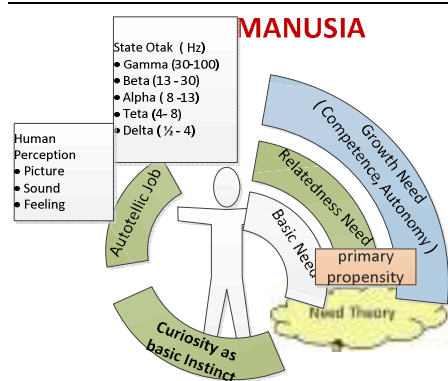 MANUSIA
State Otak ( Hz)
• Gamma (30-100)
• Beta (13 - 30)
• Alpha ( 8 -13)
• Teta (4– 8)
• Delta (½ – 4)
Human
Perception
• Picture
• Sound
• Feeling
Autotellic Job
Growth Need
( Competence, Autonomy )
Relatedness Need
Basic Need
primary
propensity
Need Theory
Curiosity as
basic Instinct